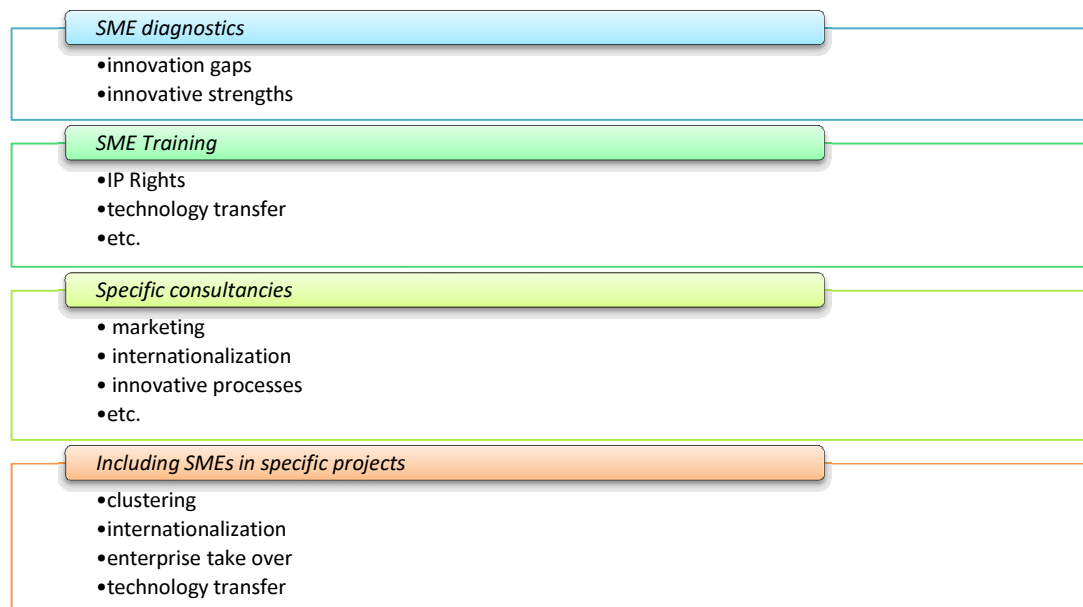 SME diagnostics
•innovation gaps
•innovative strengths
SME Training
•IP Rights
•technology transfer
•etc.
Specific consultancies
• marketing
• internationalization
• innovative processes
•etc.
Including SMEs in specific projects
•clustering
•internationalization
•enterprise take over
•technology transfer